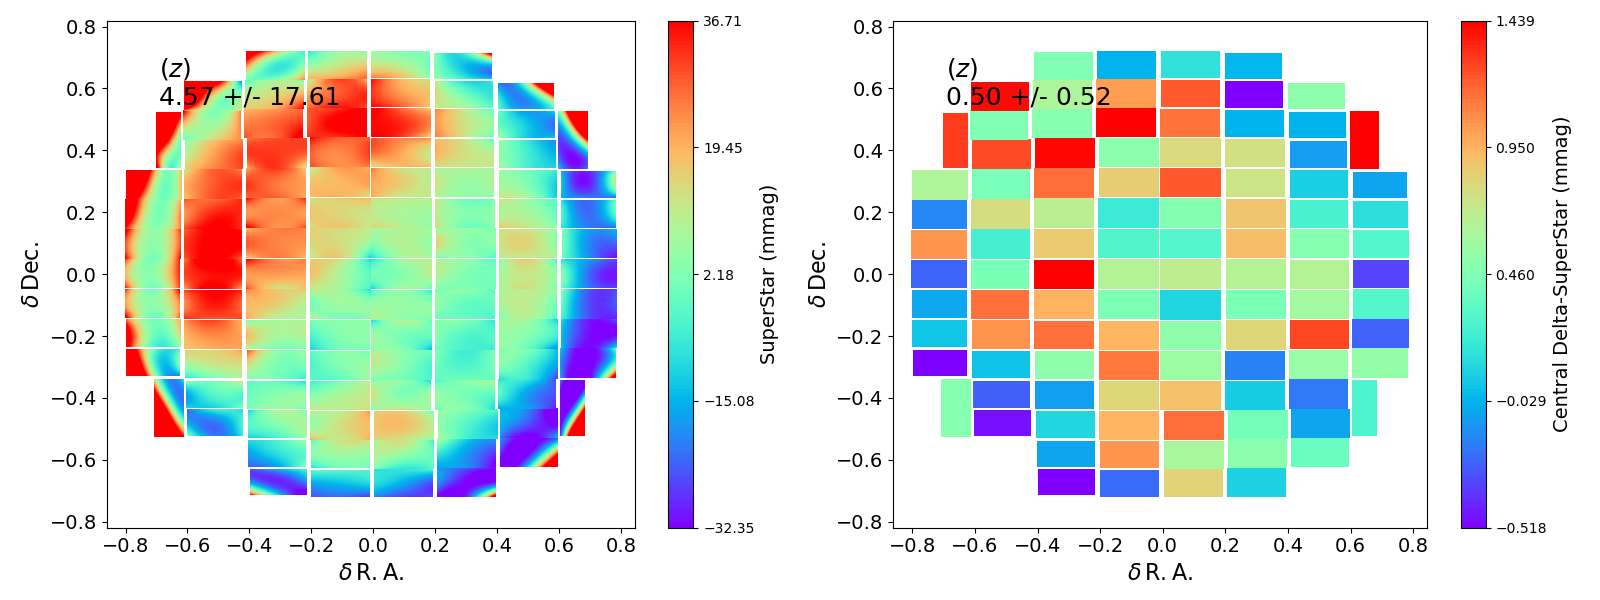 (z)
4.57 +/- 17.61
0.8
0.6
0.4
0.2
0.0
−0.2
−0.4
−0.6
−0.8
δ Dec.
−0.8 −0.6 −0.4 −0.2 0.0 0.2 0.4 0.6 0.8
δ R. A.
36.71
19.45
2.18
−15.08
−32.35
SuperStar (mmag)
(z)
0.50 +/- 0.52
0.8
0.6
0.4
0.2
0.0
−0.2
−0.4
−0.6
−0.8
δ Dec.
−0.8 −0.6 −0.4 −0.2 0.0 0.2 0.4 0.6 0.8
δ R. A.
1.439
0.950
0.460
−0.029
−0.518
Central Delta-SuperStar (mmag)